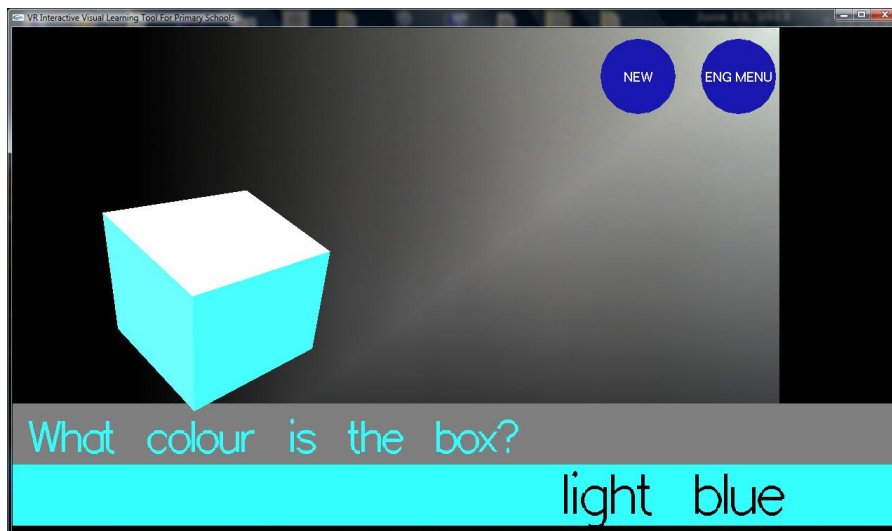 VR Interactive Visual Learning Tool For Primary Schools
NEW
ENG MENU
What colour is the box?
light blue